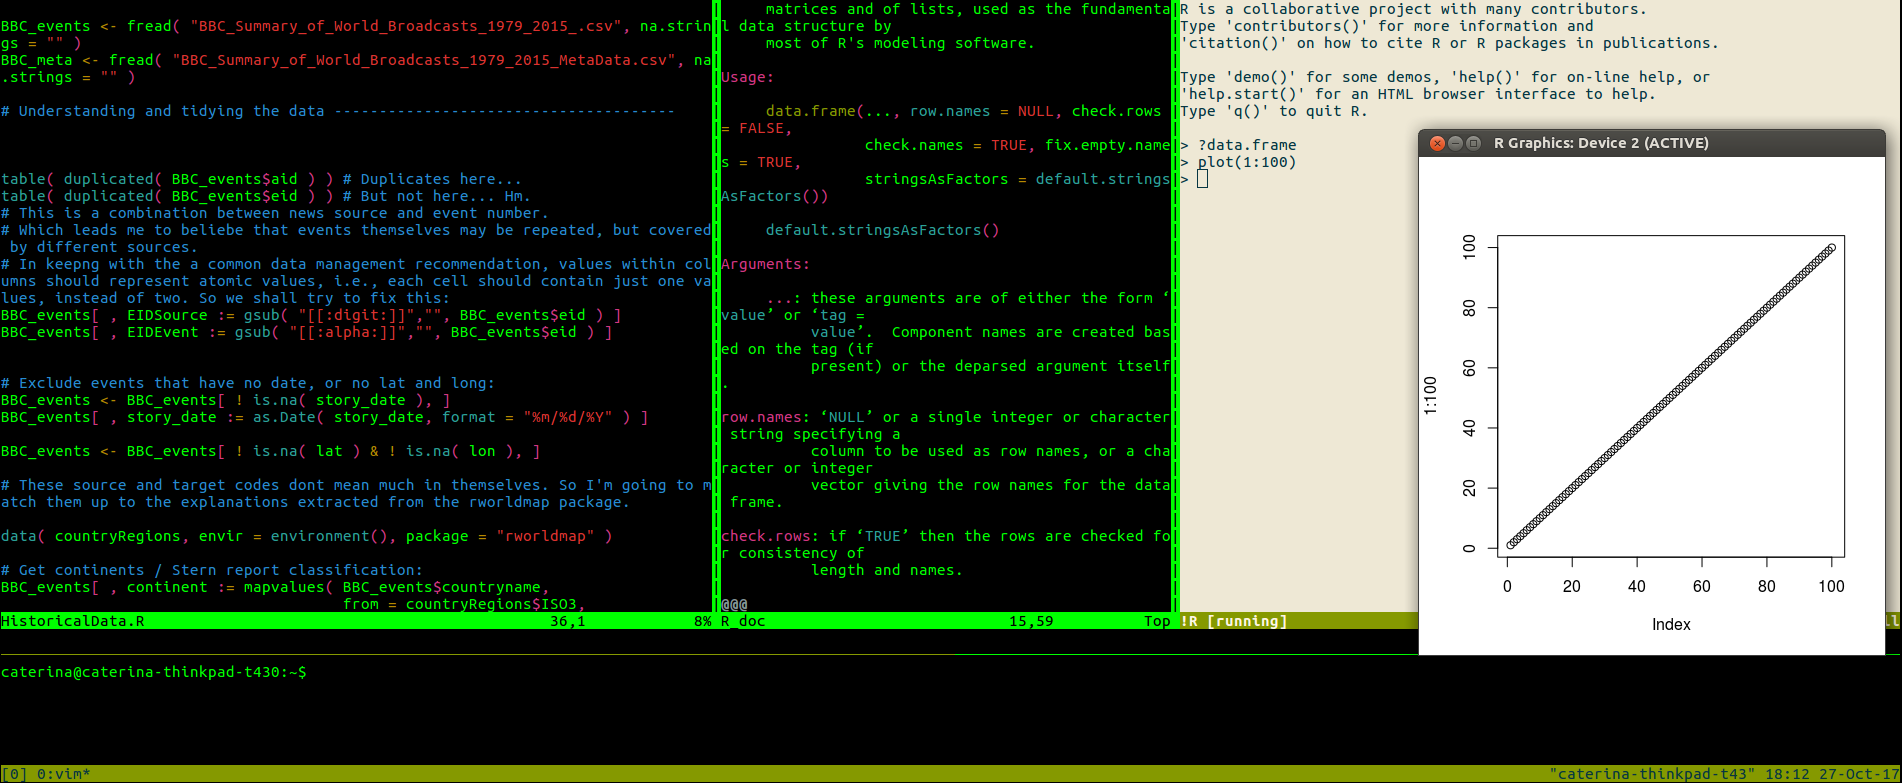 BBC_events <- fread( "BBC_Summary_of_World_Broadcasts_1979_2015_.csv", na.strin
gs = "" )
BBC_meta <- fread( "BBC_Summary_of_World_Broadcasts_1979_2015_MetaData.csv", na
.strings = "" )
# Understanding and tidying the data --------------------------------------
table( duplicated( BBC_events$aid ) ) # Duplicates here...
table( duplicated( BBC_events$eid ) ) # But not here... Hm.
# This is a combination between news source and event number.
# Which leads me to beliebe that events themselves may be repeated, but covered
 by different sources.
# In keepng with the a common data management recommendation, values within col
umns should represent atomic values, i.e., each cell should contain just one va
lues, instead of two. So we shall try to fix this:
BBC_events[ , EIDSource := gsub( "[[:digit:]]","", BBC_events$eid ) ]
BBC_events[ , EIDEvent := gsub( "[[:alpha:]]","", BBC_events$eid ) ]
# Exclude events that have no date, or no lat and long:
BBC_events <- BBC_events[ ! is.na( story_date ), ]
BBC_events[ , story_date := as.Date( story_date, format = "%m/%d/%Y" ) ]
BBC_events <- BBC_events[ ! is.na( lat ) & ! is.na( lon ), ]
# These source and target codes dont mean much in themselves. So I'm going to m
atch them up to the explanations extracted from the rworldmap package.
data( countryRegions, envir = environment(), package = "rworldmap" )
# Get continents / Stern report classification:
BBC_events[ , continent := mapvalues( BBC_events$countryname,
from = countryRegions$ISO3,
HistoricalData.R 36,1 8%
matrices and of lists, used as the fundamenta
l data structure by
most of R's modeling software.
Usage:
data.frame(..., row.names = NULL, check.rows
= FALSE,
check.names = TRUE, fix.empty.name
s = TRUE,
stringsAsFactors = default.strings
AsFactors())
default.stringsAsFactors()
Arguments:
...: these arguments are of either the form ‘
value’ or ‘tag =
value’.  Component names are created bas
ed on the tag (if
present) or the deparsed argument itself
.
row.names: ‘NULL’ or a single integer or character
 string specifying a
column to be used as row names, or a cha
racter or integer
vector giving the row names for the data
 frame.
check.rows: if ‘TRUE’ then the rows are checked fo
r consistency of
length and names.
@@@
R_doc 15,59 Top
R is a collaborative project with many contributors.
Type 'contributors()' for more information and
'citation()' on how to cite R or R packages in publications.
Type 'demo()' for some demos, 'help()' for on-line help, or
'help.start()' for an HTML browser interface to help.
Type 'q()' to quit R.
> ?data.frame
> plot(1:100)
>
!R [running]
R Graphics: Device 2 (ACTIVE)
100
80
60
40
20
0
1:100
0 20 40 60 80 100
Index
caterina@caterina-thinkpad-t430:~$
[0] 0:vim* "caterina-thinkpad-t43" 18:12 27-Oct-17